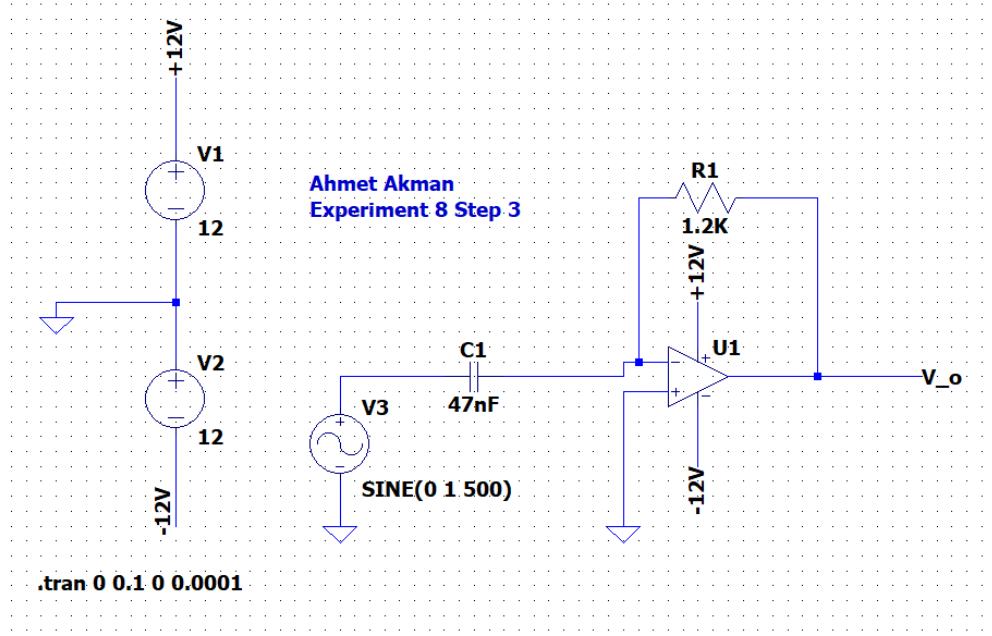 +12V
V1
12
Ahmet Akman
Experiment 8 Step 3
R1
1.2K
+12V
U1
V2
12
C1
47nF
V3
V_o
SINE(0 1 500)
-12V
-12V
.tran 0 0.1 0 0.0001